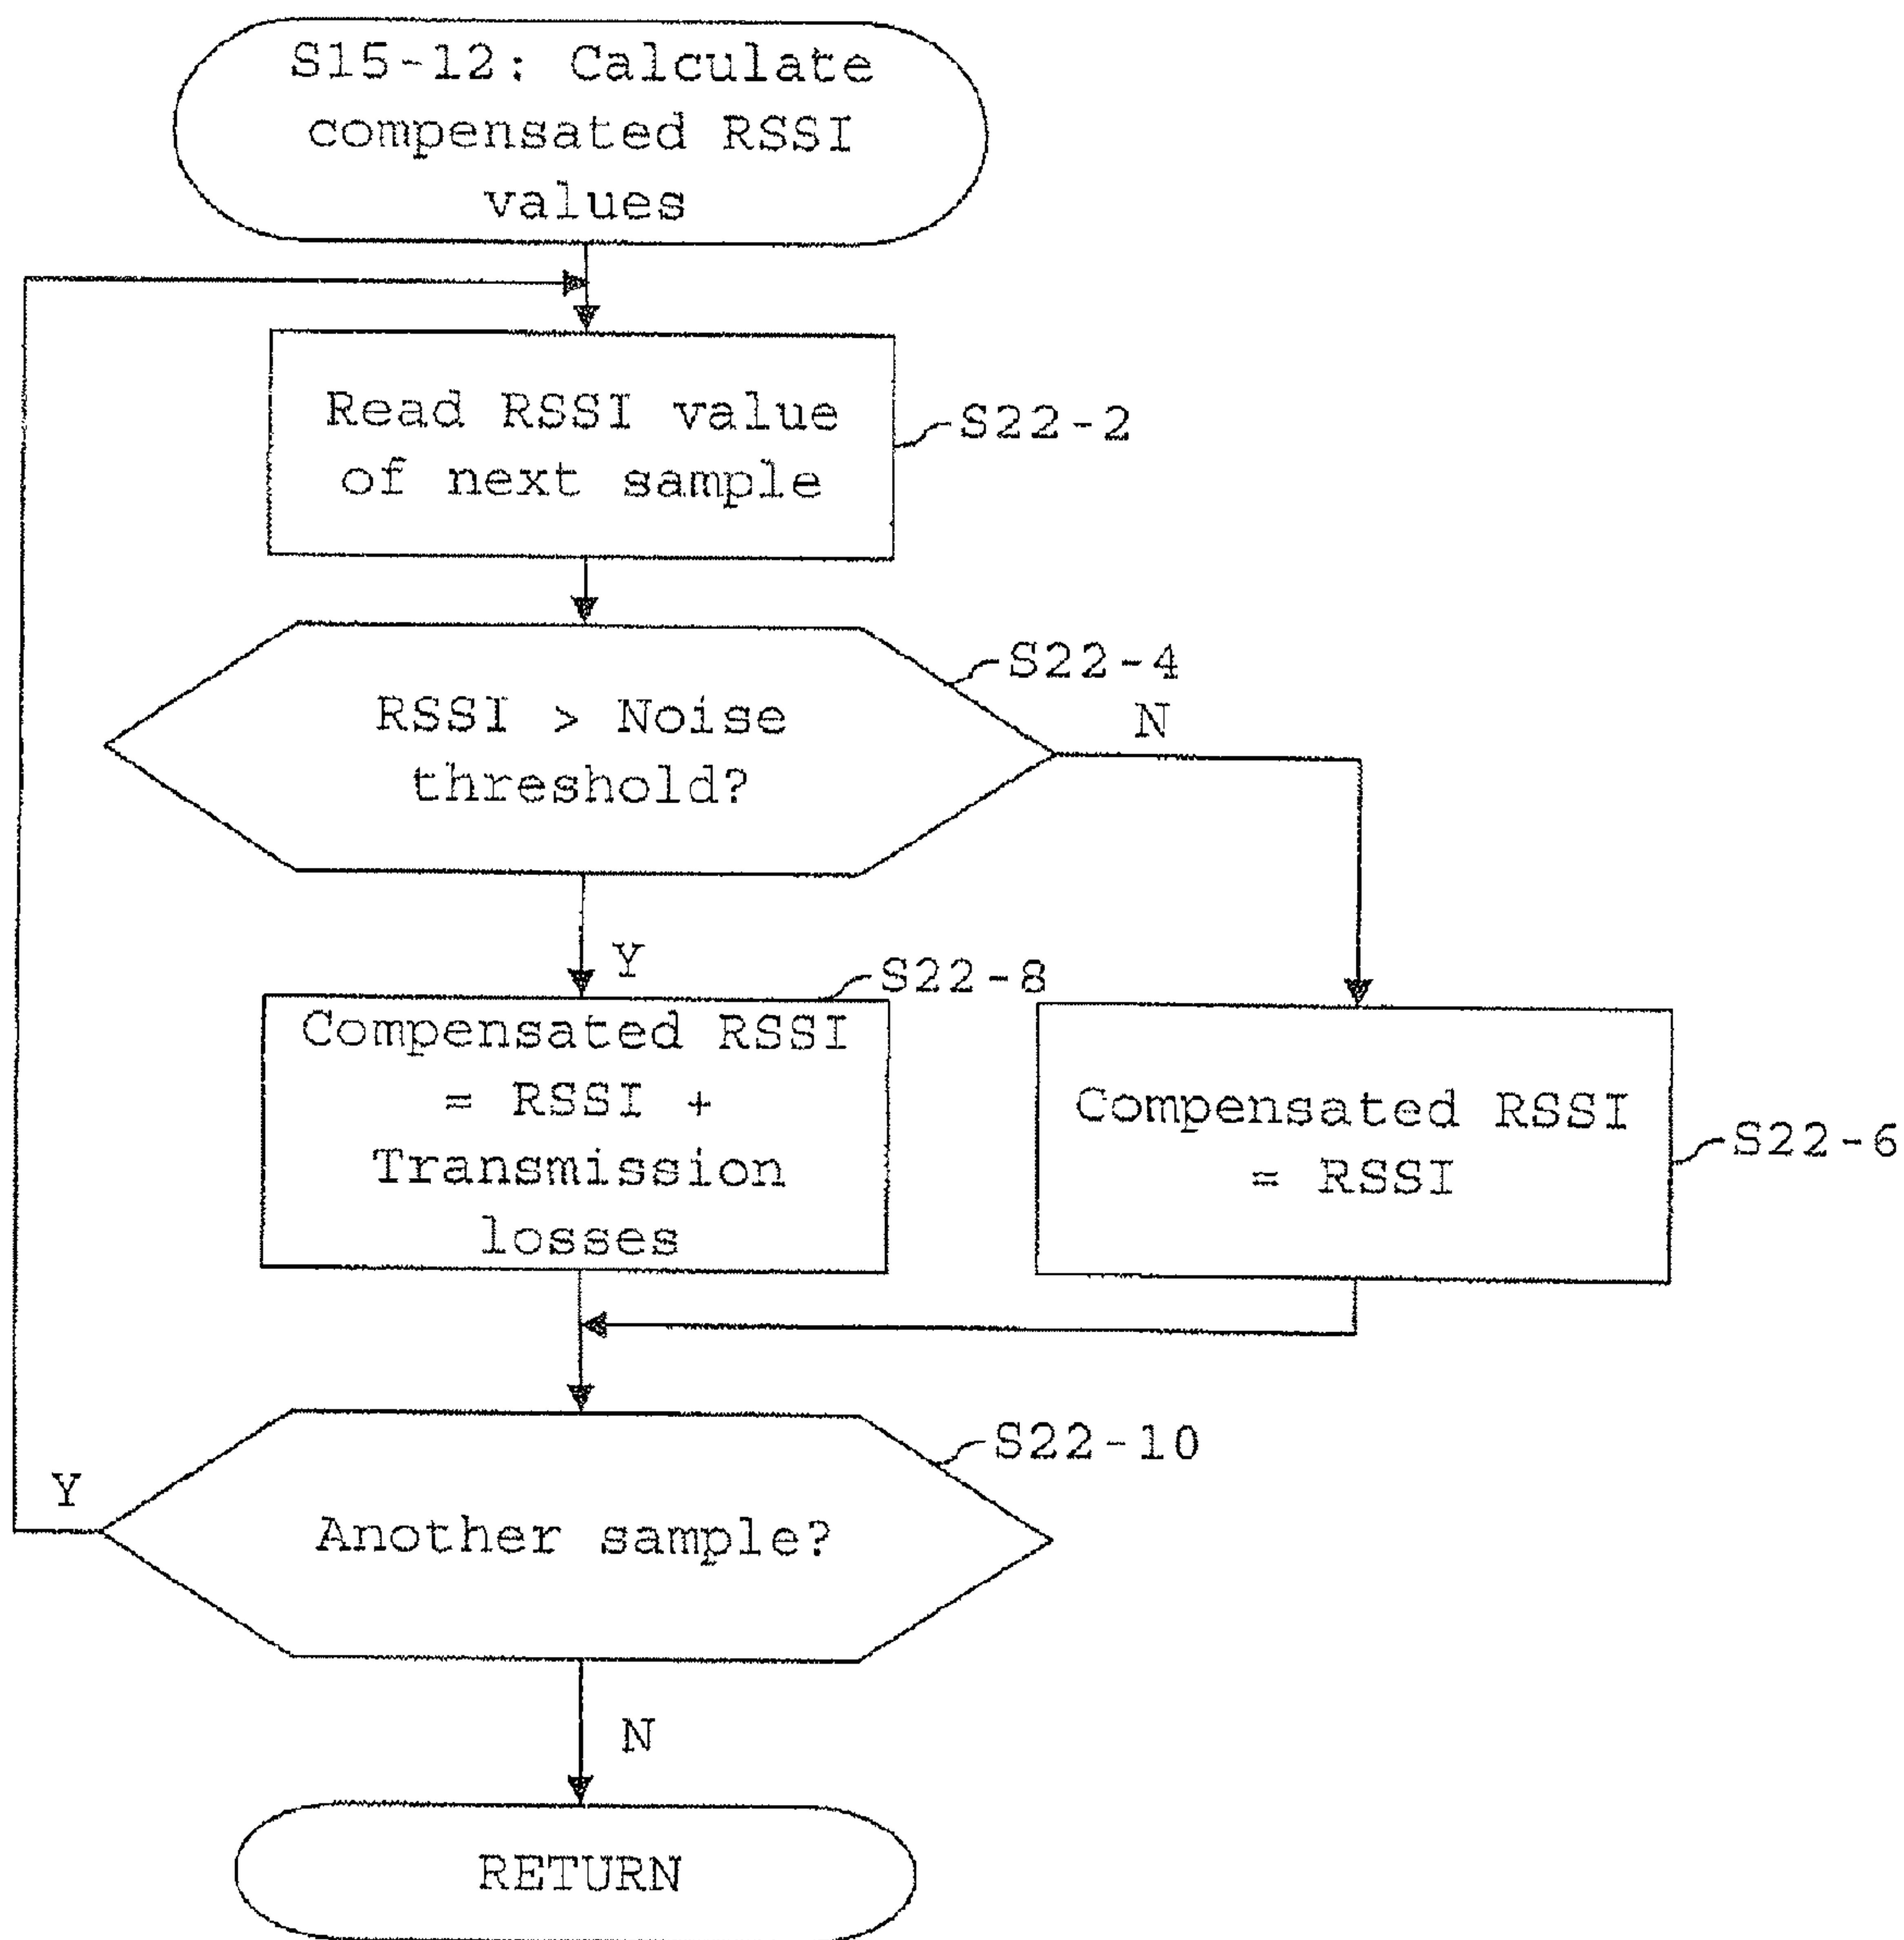 S15-12: Calculate
compensated RSSI
values
Read RSSI value
of next sample
S22-2
RSSI > Noise
threshold?
S22-4
N
Y
S22-8
Compensated RSSI
= RSSI +
Transmission
losses
Compensated RSSI
= RSSI
S22-6
Another sample?
S22-10
Y
N
RETURN